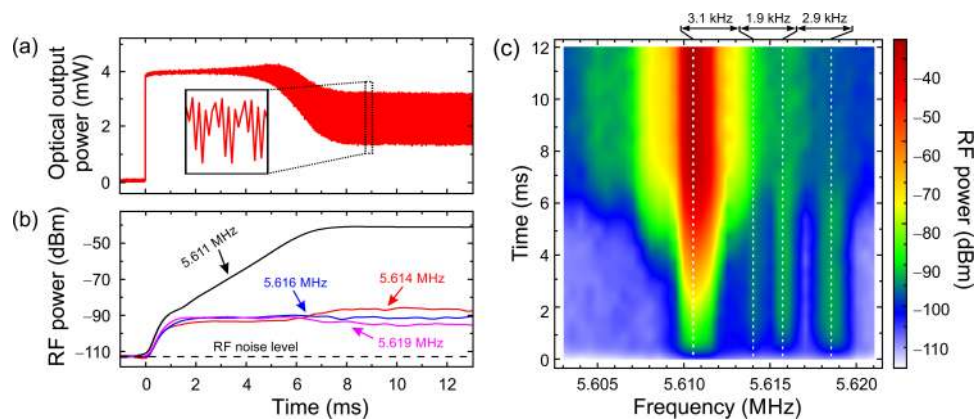 3.1 kHz 1.9 kHz 2.9 kHz
(a)
Optical output
power (mW)
4
2
0
(b)
RF power (dBm)
−50
−70
−90
−110
5.611 MHz
5.616 MHz
5.614 MHz
5.619 MHz
RF noise level
0 2 4 6 8 10 12
Time (ms)
(c)
Time (ms)
12
10
8
6
4
2
0
5.605 5.610 5.615 5.620
Frequency (MHz)
RF power (dBm)
−40
−50
−60
−70
−80
−90
−100
−110